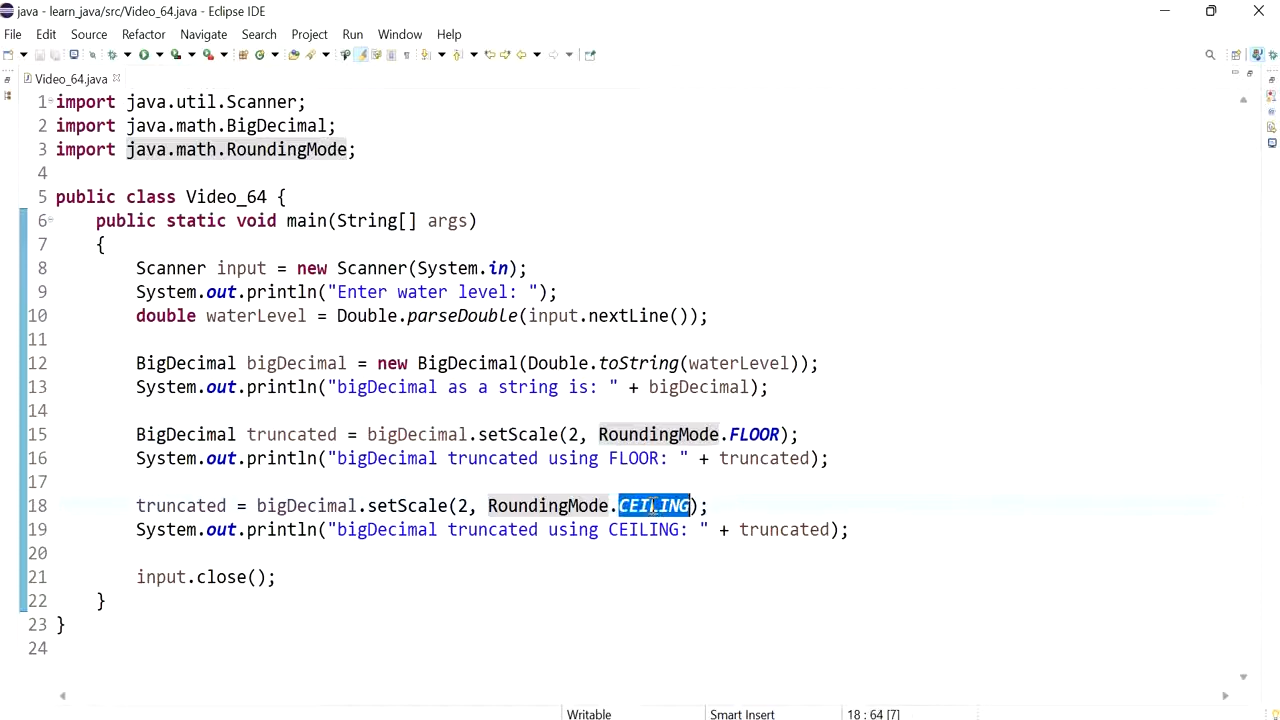 java - learn_java/src/Video_64.java - Eclipse IDE
File Edit Source Refactor Navigate Search Project Run Window Help
Video_64.java
1 import java.util.Scanner;
2 import java.math.BigDecimal;
3 import java.math.RoundingMode;
4
5 public class Video_64 {
6     public static void main(String[] args)
7     {
8         Scanner input = new Scanner(System.in);
9         System.out.println("Enter water level: ");
10         double waterLevel = Double.parseDouble(input.nextLine());
11
12         BigDecimal bigDecimal = new BigDecimal(Double.toString(waterLevel));
13         System.out.println("bigDecimal as a string is: " + bigDecimal);
14
15         BigDecimal truncated = bigDecimal.setScale(2, RoundingMode.FLOOR);
16         System.out.println("bigDecimal truncated using FLOOR: " + truncated);
17
18         truncated = bigDecimal.setScale(2, RoundingMode.CEILING);
19         System.out.println("bigDecimal truncated using CEILING: " + truncated);
20
21         input.close();
22     }
23 }
24
Writable Smart Insert 18 : 64 [7]